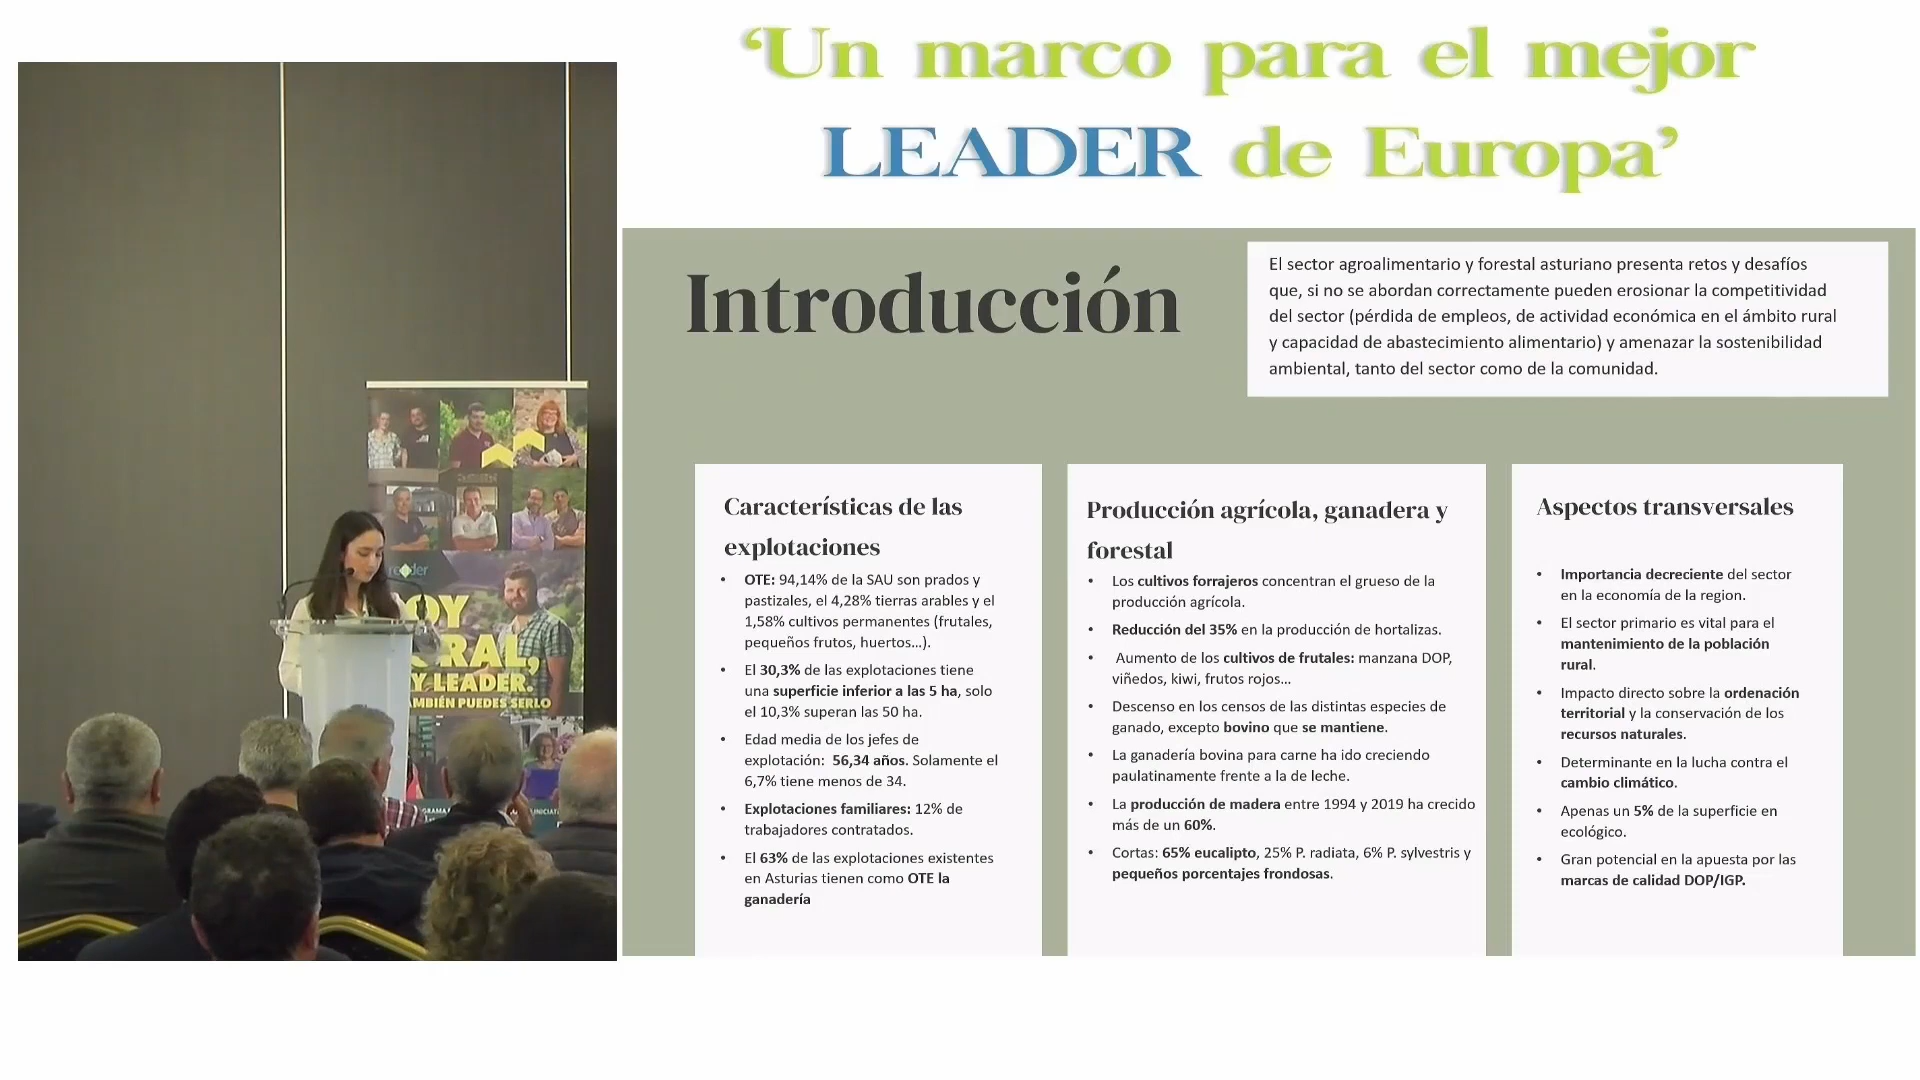 ‘Un marco para el mejor
LEADER de Europa’
Introducción
El sector agroalimentario y forestal asturiano presenta retos y desafíos
que, si no se abordan correctamente pueden erosionar la competitividad
del sector (pérdida de empleos, de actividad económica en el ámbito rural
y capacidad de abastecimiento alimentario) y amenazar la sostenibilidad
ambiental, tanto del sector como de la comunidad.
Características de las
explotaciones
• OTE: 94,14% de la SAU son prados y
pastizales, el 4,28% tierras arables y el
1,58% cultivos permanentes (frutales,
pequeños frutos, huertos...).
• El 30,3% de las explotaciones tiene
una superficie inferior a las 5 ha, solo
el 10,3% superan las 50 ha.
• Edad media de los jefes de
explotación: 56,34 años. Solamente el
6,7% tiene menos de 34.
• Explotaciones familiares: 12% de
trabajadores contratados.
• El 63% de las explotaciones existentes
en Asturias tienen como OTE la
ganadería
Producción agrícola, ganadera y
forestal
• Los cultivos forrajeros concentran el grueso de la
producción agrícola.
• Reducción del 35% en la producción de hortalizas.
• Aumento de los cultivos de frutales: manzana DOP,
viñedos, kiwi, frutos rojos...
• Descenso en los censos de las distintas especies de
ganado, excepto bovino que se mantiene.
• La ganadería bovina para carne ha ido creciendo
paulatinamente frente a la de leche.
• La producción de madera entre 1994 y 2019 ha crecido
más de un 60%.
• Cortas: 65% eucalipto, 25% P. radiata, 6% P. sylvestris y
pequeños porcentajes frondosas.
Aspectos transversales
• Importancia decreciente del sector
en la economía de la region.
• El sector primario es vital para el
mantenimiento de la población
rural.
• Impacto directo sobre la ordenación
territorial y la conservación de los
recursos naturales.
• Determinante en la lucha contra el
cambio climático.
• Apenas un 5% de la superficie en
ecológico.
• Gran potencial en la apuesta por las
marcas de calidad DOP/IGP.
OY
RAL,
Y LEADER.
AMBIÉN PUEDES SERLO